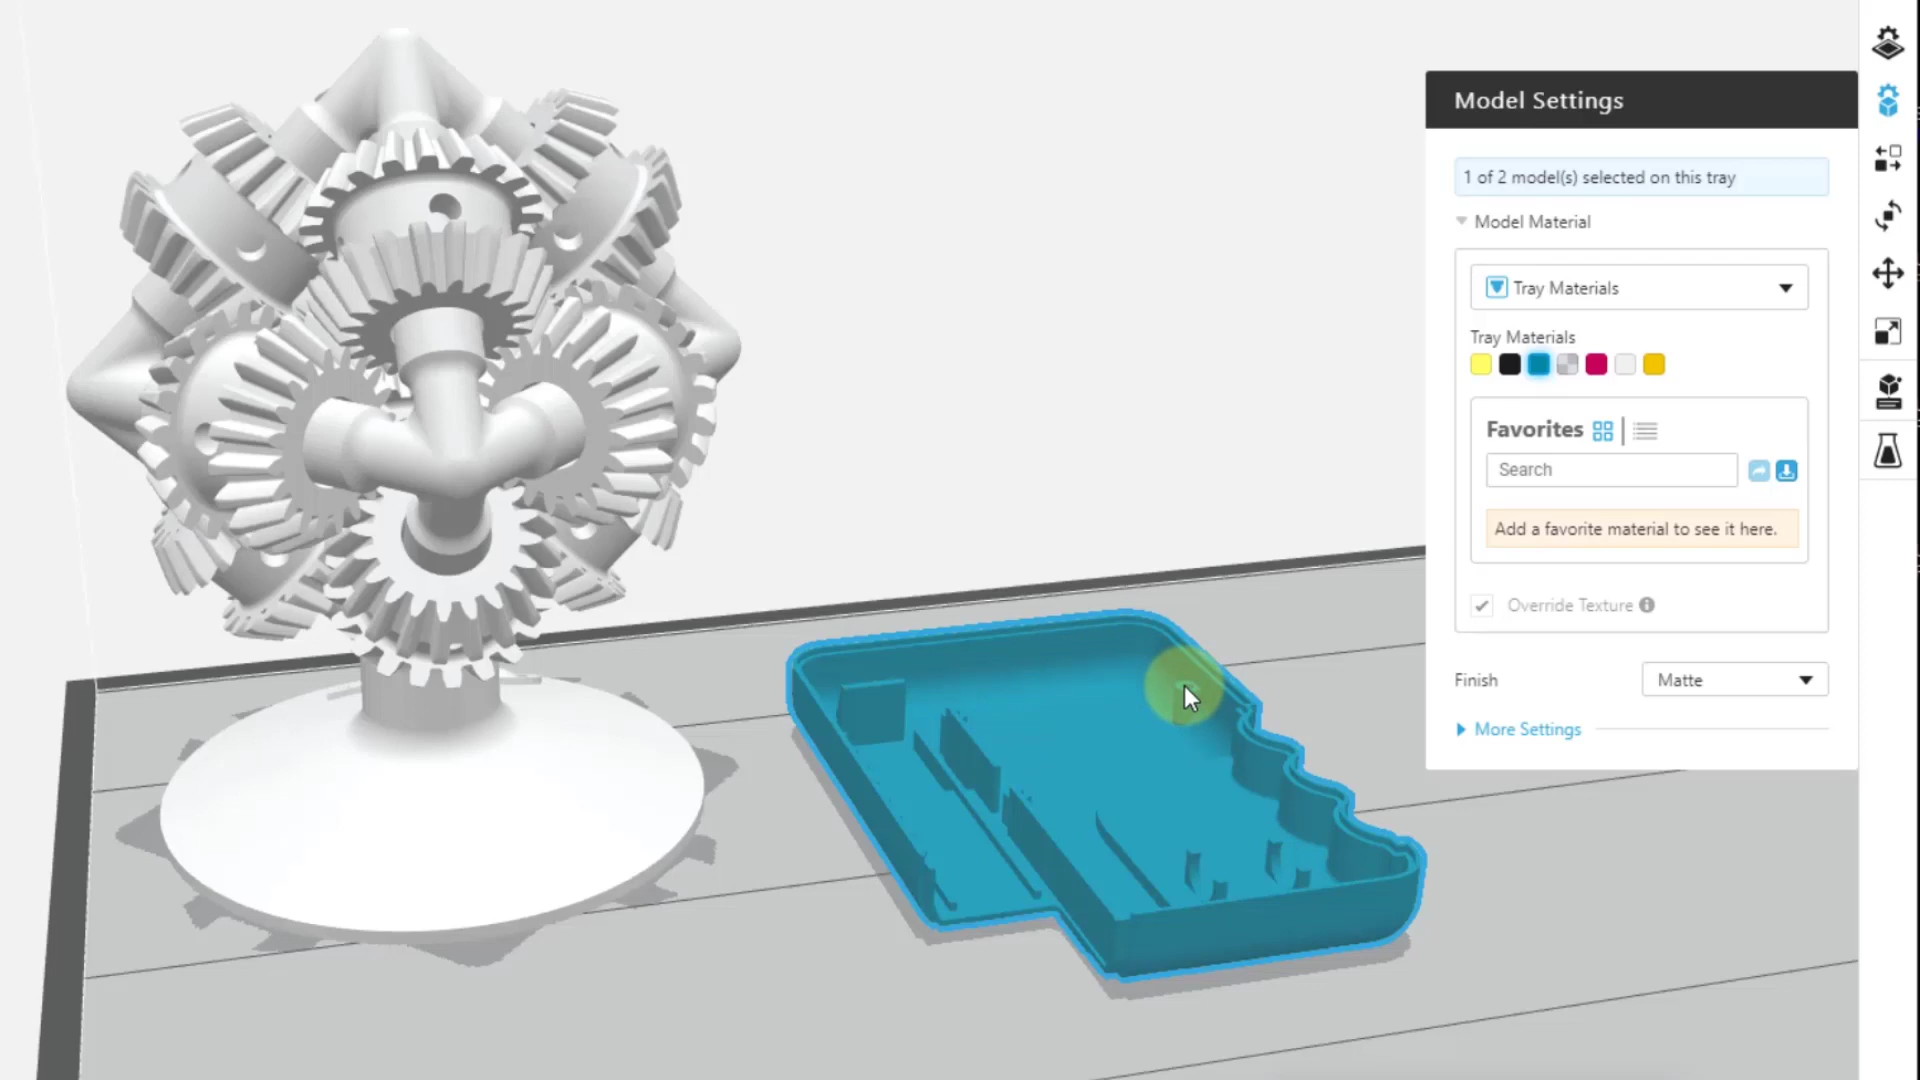 Model Settings
1 of 2 model(s) selected on this tray
Model Material
Tray Materials
Tray Materials
Favorites
Search
Add a favorite material to see it here.
Override Texture
Finish
Matte
More Settings